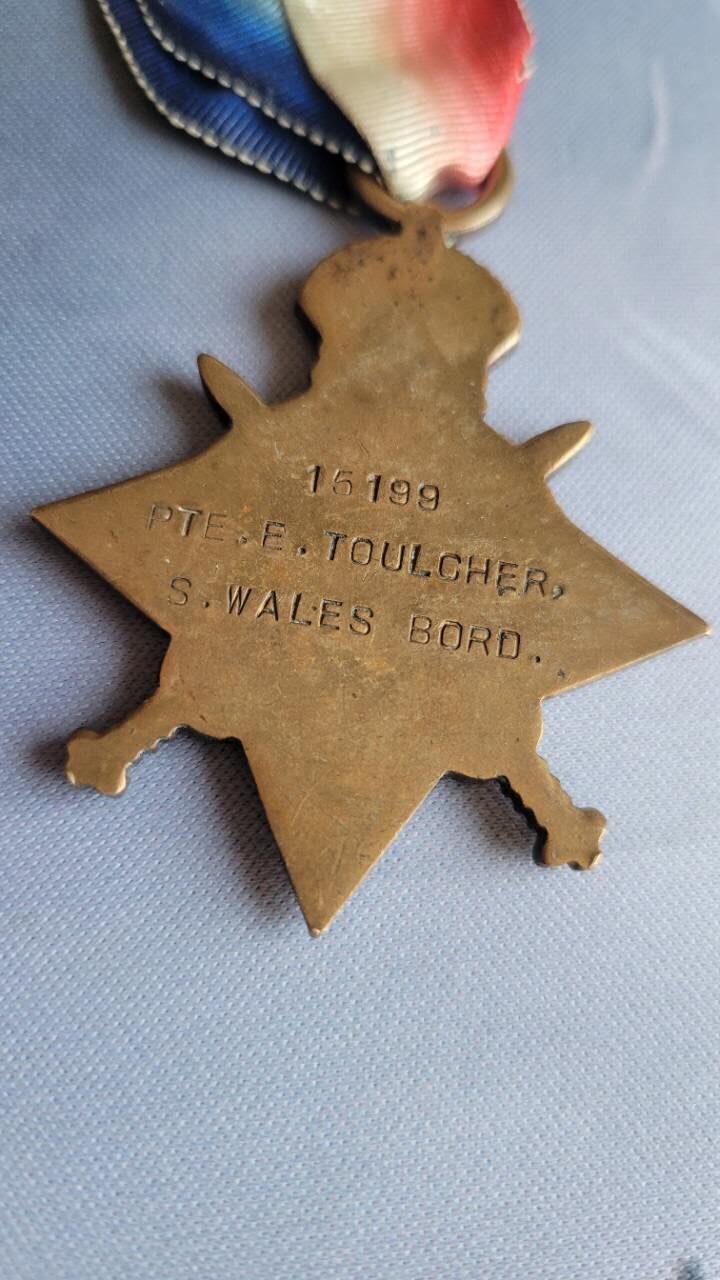 15199
PTE. E. TOULCHER,
S. WALES BORD.